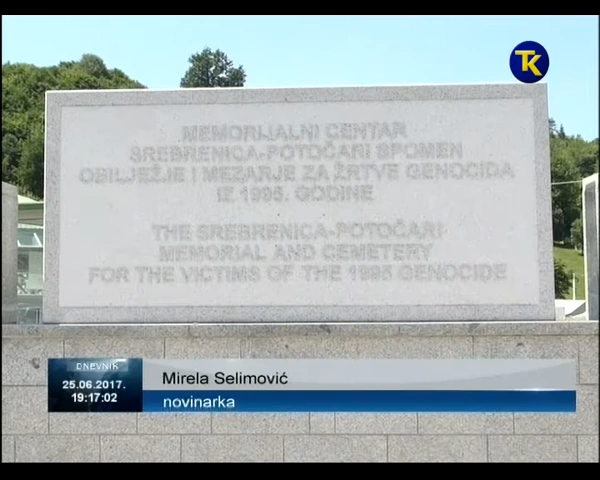 TK
MEMORIJALNI CENTAR
SREBRENICA-POTOČARI SPOMEN
OBILJEŽJE I MEZARJE ZA ŽRTVE GENOCIDA
IZ 1995. GODINE
THE SREBRENICA-POTOČARI
MEMORIAL AND CEMETERY
FOR THE VICTIMS OF THE 1995 GENOCIDE
DNEVNIK
25.06.2017.
19:17:02
Mirela Selimović
novinarka